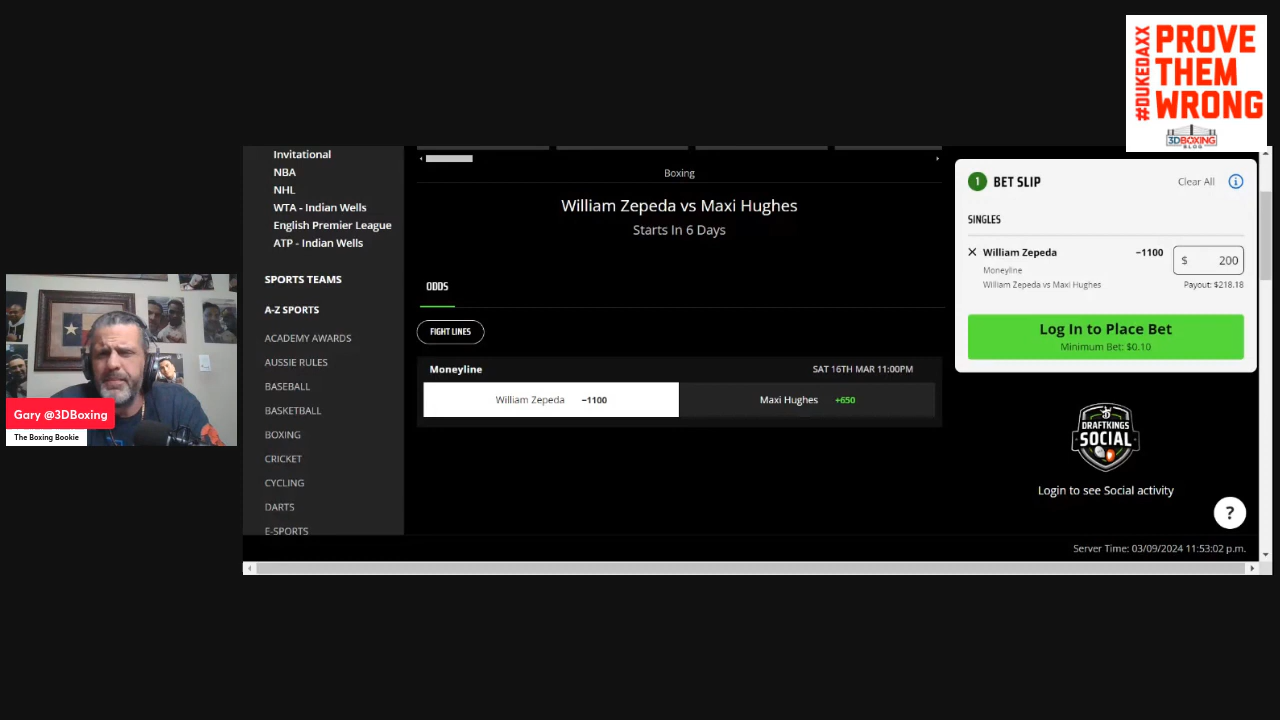 #DUKEDAXX
PROVE
THEM
WRONG
3DBOXING
BLOG
Invitational
NBA
NHL
WTA - Indian Wells
English Premier League
ATP - Indian Wells
SPORTS TEAMS
A-Z SPORTS
ACADEMY AWARDS
AUSSIE RULES
BASEBALL
BASKETBALL
BOXING
CRICKET
CYCLING
DARTS
E-SPORTS
Boxing
William Zepeda vs Maxi Hughes
Starts In 6 Days
ODDS
FIGHT LINES
Moneyline SAT 16TH MAR 11:00PM
William Zepeda −1100 Maxi Hughes +650
1 BET SLIP Clear All i
SINGLES
× William Zepeda −1100 $ 200
Moneyline
William Zepeda vs Maxi Hughes Payout: $218.18
Log In to Place Bet
Minimum Bet: $0.10
DRAFTKINGS
SOCIAL
Login to see Social activity
?
Server Time: 03/09/2024 11:53:02 p.m.
Gary @3DBoxing
The Boxing Bookie